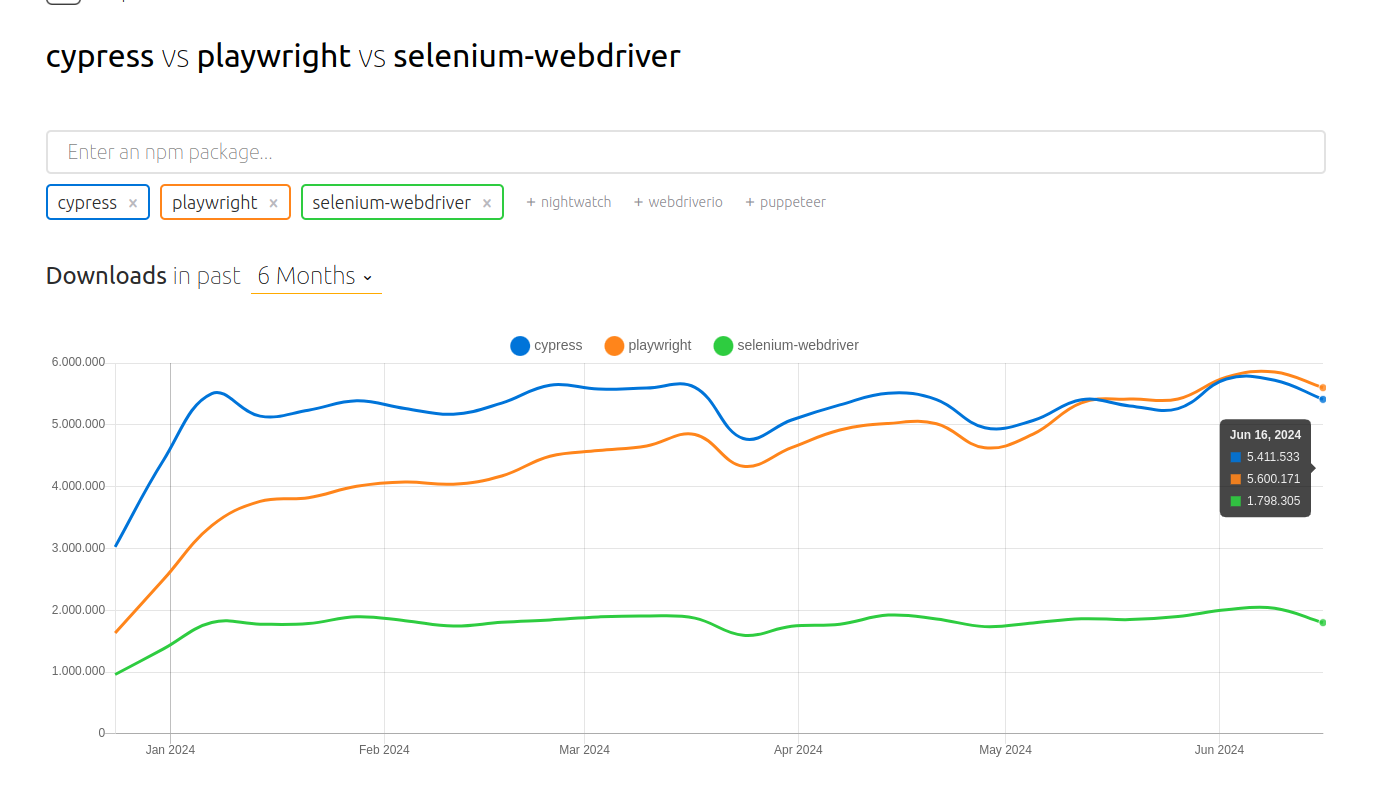 cypress vs playwright vs selenium-webdriver
Enter an npm package...
cypress × playwright × selenium-webdriver × + nightwatch + webdriverio + puppeteer
Downloads in past 6 Months
cypress playwright selenium-webdriver
6.000.000
5.000.000
4.000.000
3.000.000
2.000.000
1.000.000
0
Jun 16, 2024
5.411.533
5.600.171
1.798.305
Jan 2024 Feb 2024 Mar 2024 Apr 2024 May 2024 Jun 2024